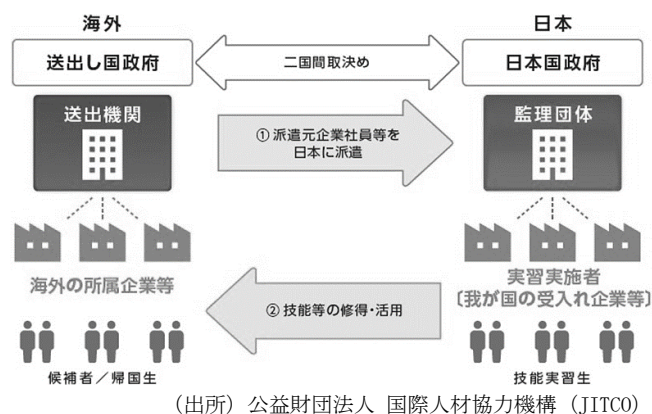 海外
日本
送出し国政府
二国間取決め
日本国政府
送出機関
① 派遣元企業社員等を
日本に派遣
監理団体
海外の所属企業等
実習実施者
〔我が国の受入れ企業等〕
② 技能等の修得・活用
候補者／帰国生
技能実習生
（出所）公益財団法人 国際人材協力機構（JITCO）